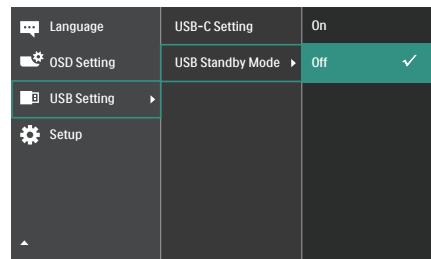 Language
OSD Setting
USB Setting
Setup
USB-C Setting
USB Standby Mode
On
Off